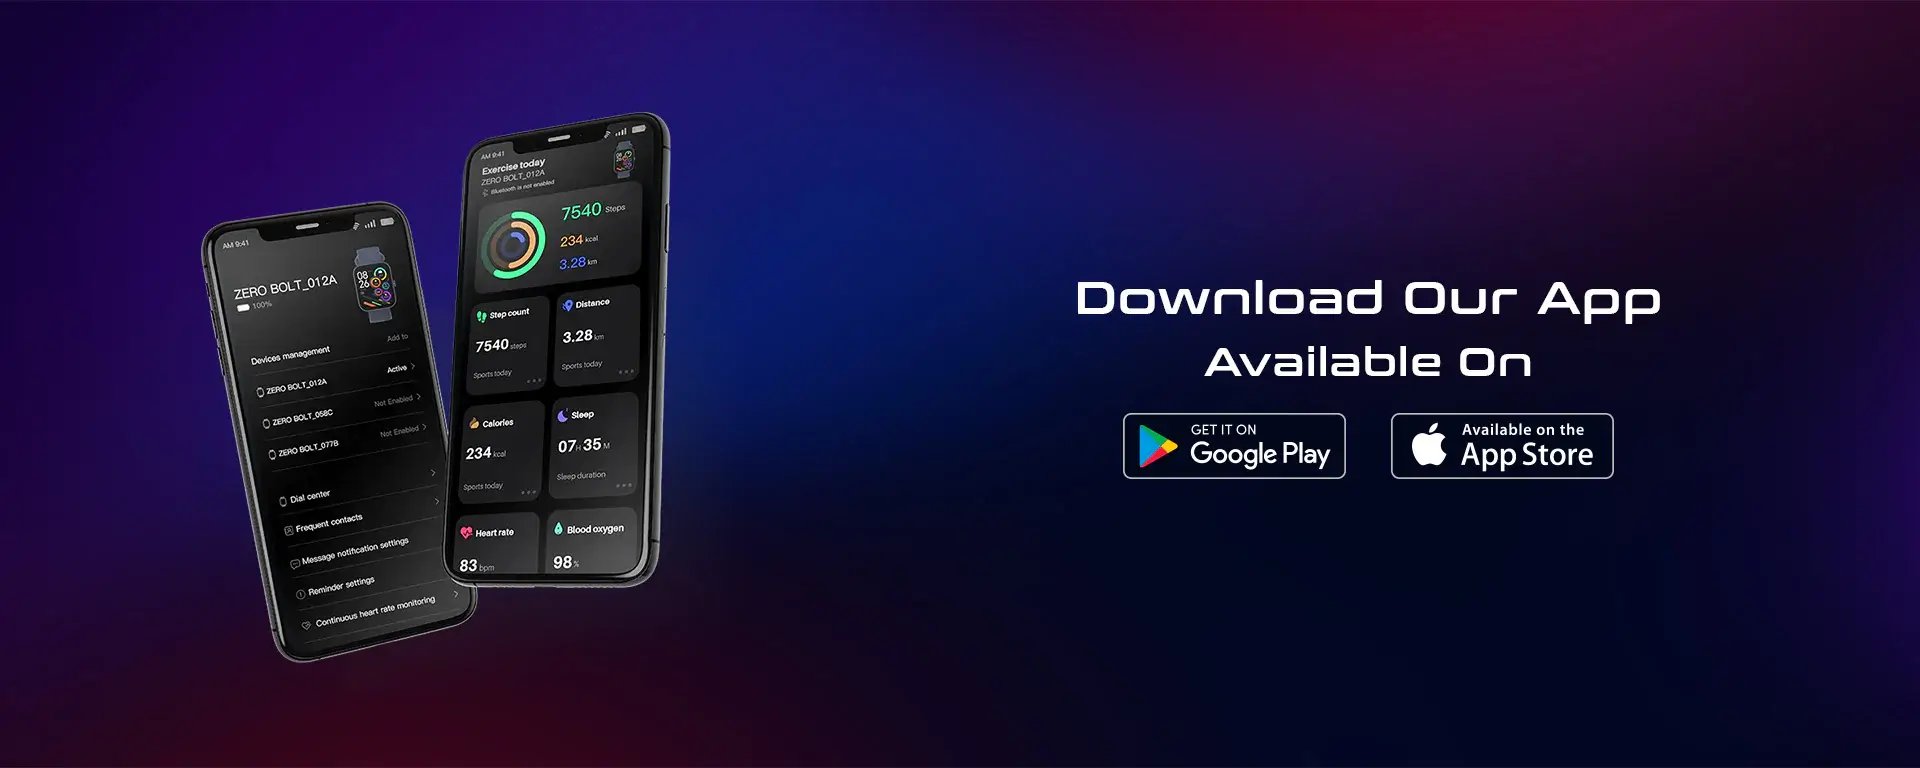 AM 9:41
ZERO BOLT_012A
100%
08
26
Devices management
Add to
ZERO BOLT_012A
Active
ZERO BOLT_058C
Not Enabled
ZERO BOLT_077B
Not Enabled
Dial center
Frequent contacts
Message notification settings
Reminder settings
Continuous heart rate monitoring
AM 9:41
Exercise today
ZERO BOLT_012A
Bluetooth is not enabled
7540 Steps
234 kcal
3.28 km
Step count
7540 steps
Sports today
Distance
3.28 km
Sports today
Calories
234 kcal
Sports today
Sleep
07 H 35 M
Sleep duration
Heart rate
83 bpm
Blood oxygen
98 %
Download Our App
Available On
GET IT ON
Google Play
Available on the
App Store